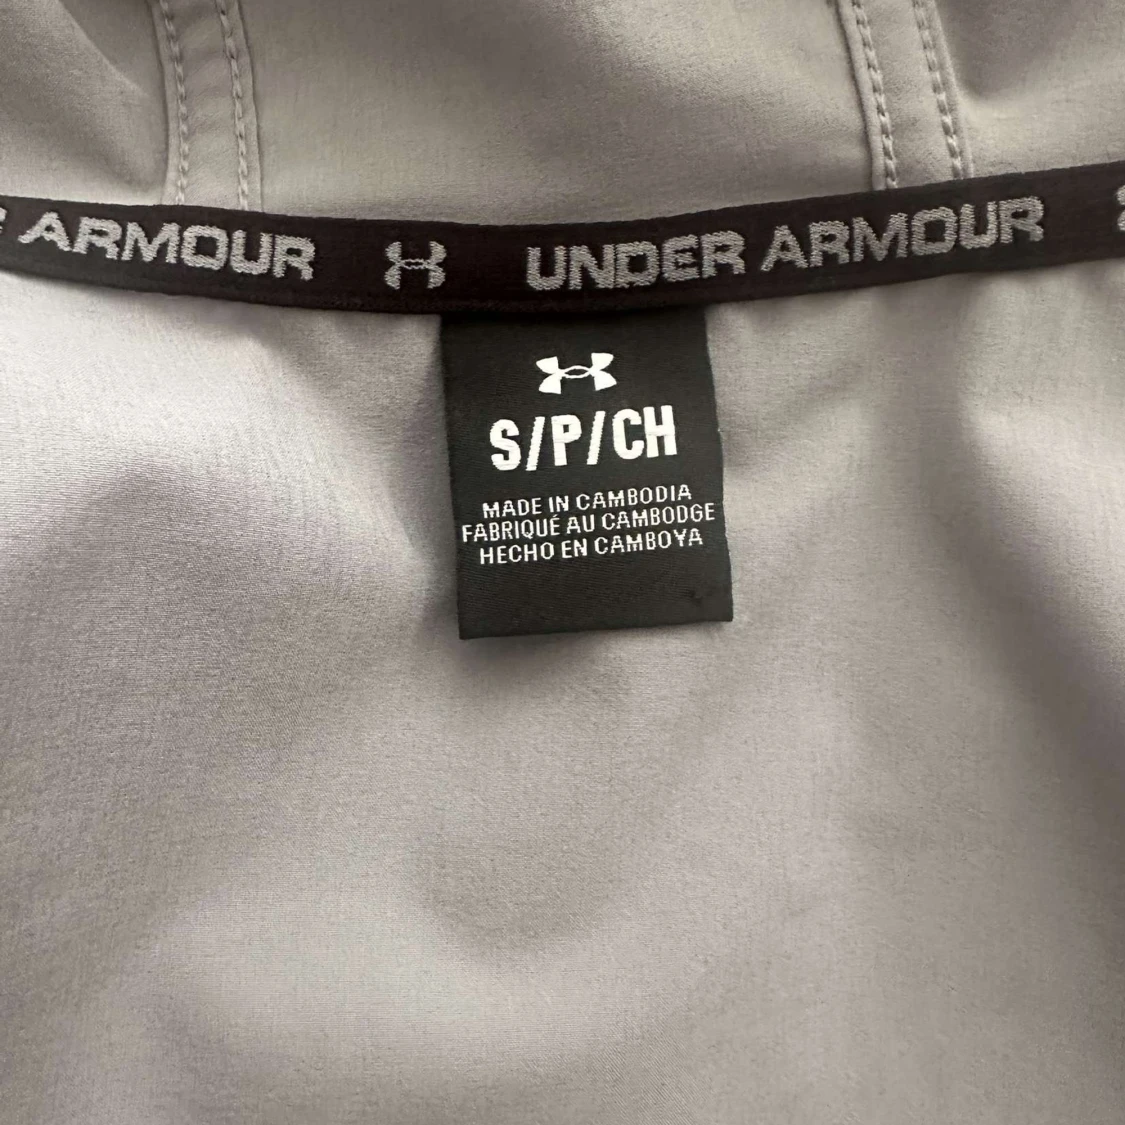 ARMOUR UNDER ARMOUR
S/P/CH
MADE IN CAMBODIA
FABRIQUÉ AU CAMBODGE
HECHO EN CAMBOYA